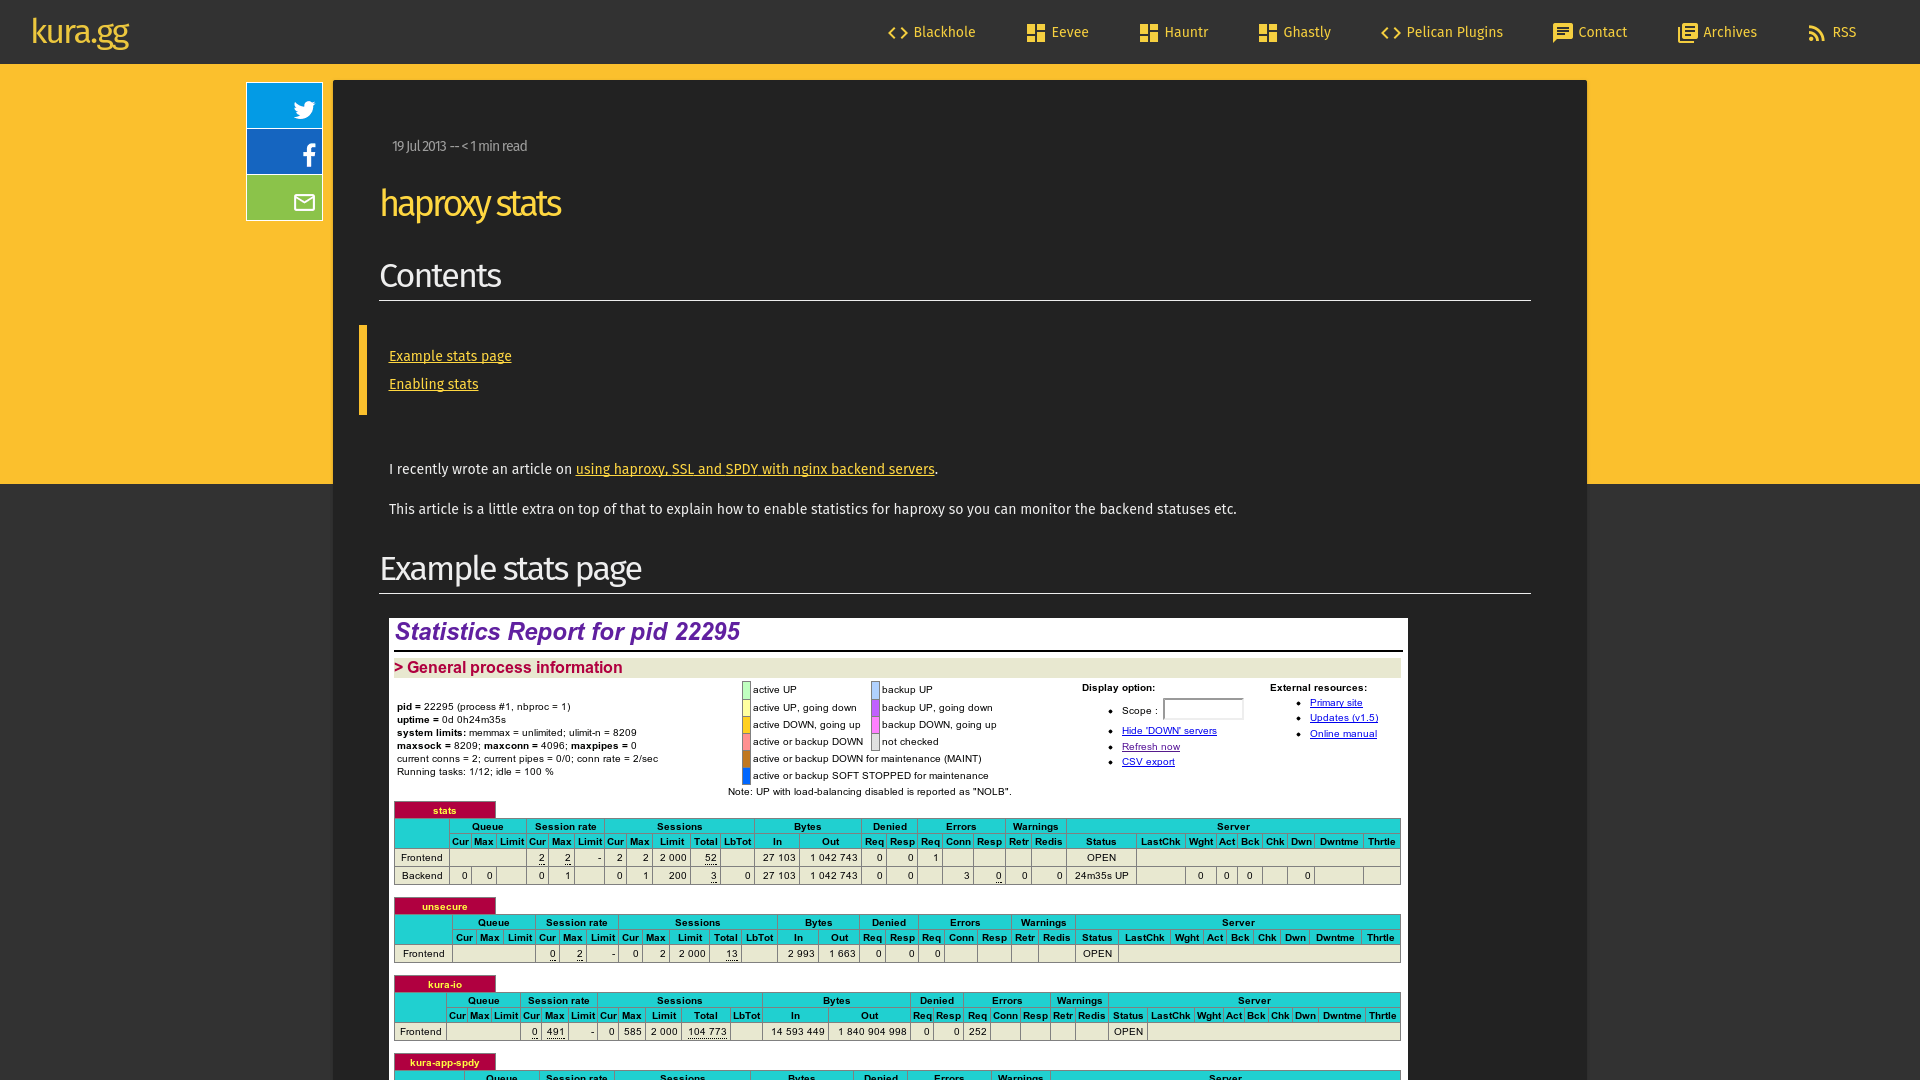 kura.gg
Blackhole
Eevee
Hauntr
Ghastly
Pelican Plugins
Contact
Archives
RSS
19 Jul 2013 -- < 1 min read
haproxy stats
Contents
Example stats page
Enabling stats
I recently wrote an article on using haproxy, SSL and SPDY with nginx backend servers.
This article is a little extra on top of that to explain how to enable statistics for haproxy so you can monitor the backend statuses etc.
Example stats page
Statistics Report for pid 22295
> General process information
pid = 22295 (process #1, nbproc = 1)
uptime = 0d 0h24m35s
system limits: memmax = unlimited; ulimit-n = 8209
maxsock = 8209; maxconn = 4096; maxpipes = 0
current conns = 2; current pipes = 0/0; conn rate = 2/sec
Running tasks: 1/12; idle = 100 %
active UP backup UP
active UP, going down backup UP, going down
active DOWN, going up backup DOWN, going up
active or backup DOWN not checked
active or backup DOWN for maintenance (MAINT)
active or backup SOFT STOPPED for maintenance
Note: UP with load-balancing disabled is reported as "NOLB".
Display option:
Scope :
Hide 'DOWN' servers
Refresh now
CSV export
External resources:
Primary site
Updates (v1.5)
Online manual
stats
Queue Session rate Sessions Bytes Denied Errors Warnings Server
Cur Max Limit Cur Max Limit Cur Max Limit Total LbTot In Out Req Resp Req Conn Resp Retr Redis Status LastChk Wght Act Bck Chk Dwn Dwntme Thrtle
Frontend 2 2 - 2 2 2 000 52 27 103 1 042 743 0 0 1 OPEN
Backend 0 0 0 1 0 1 200 3 0 27 103 1 042 743 0 0 3 0 0 0 24m35s UP 0 0 0 0
unsecure
Queue Session rate Sessions Bytes Denied Errors Warnings Server
Cur Max Limit Cur Max Limit Cur Max Limit Total LbTot In Out Req Resp Req Conn Resp Retr Redis Status LastChk Wght Act Bck Chk Dwn Dwntme Thrtle
Frontend 0 2 - 0 2 2 000 13 2 993 1 663 0 0 0 OPEN
kura-io
Queue Session rate Sessions Bytes Denied Errors Warnings Server
Cur Max Limit Cur Max Limit Cur Max Limit Total LbTot In Out Req Resp Req Conn Resp Retr Redis Status LastChk Wght Act Bck Chk Dwn Dwntme Thrtle
Frontend 0 491 - 0 585 2 000 104 773 14 593 449 1 840 904 998 0 0 252 OPEN
kura-app-spdy
Queue Session rate Sessions Bytes Denied Errors Warnings Server